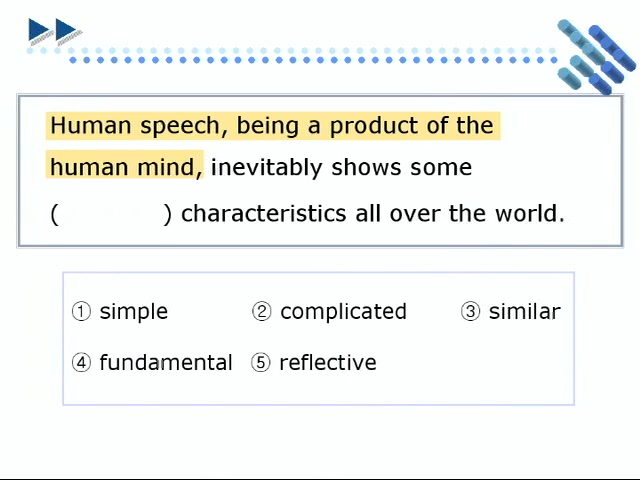 Human speech, being a product of the
human mind, inevitably shows some
(          ) characteristics all over the world.
① simple ② complicated ③ similar
④ fundamental ⑤ reflective